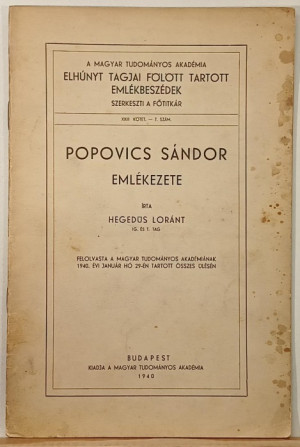 A MAGYAR TUDOMÁNYOS AKADÉMIA
ELHÚNYT TAGJAI FÖLÖTT TARTOTT
EMLÉKBESZÉDEK
SZERKESZTI A FŐTITKÁR
XXIII. KÖTET. — 7. SZÁM.
POPOVICS SÁNDOR
EMLÉKEZETE
ÍRTA
HEGEDÜS LORÁNT
IG. ÉS T. TAG
FELOLVASTA A MAGYAR TUDOMÁNYOS AKADÉMIÁNAK
1940. ÉVI JANUÁR HÓ 29-ÉN TARTOTT ÖSSZES ÜLÉSÉN
BUDAPEST
KIADJA A MAGYAR TUDOMÁNYOS AKADÉMIA
1940